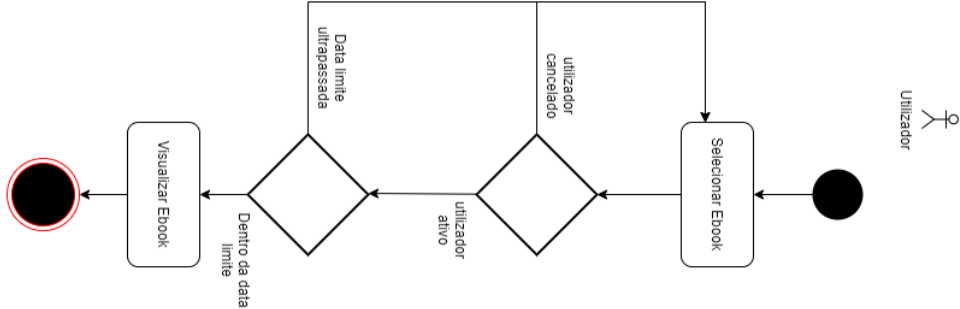 Utilizador
Selecionar Ebook
utilizador
cancelado
utilizador
ativo
Data limite
ultrapassada
Dentro da data
limite
Visualizar Ebook